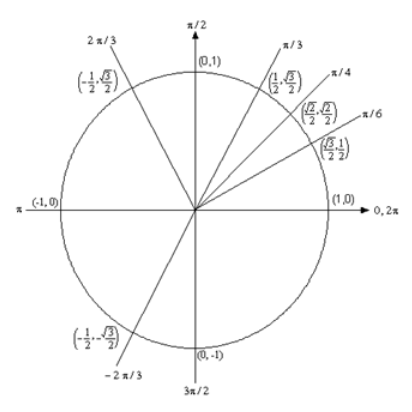 π/2
2π/3
π/3
(0,1)
(-1/2, √3/2)
(1/2, √3/2)
π/4
(√2/2, √2/2)
π/6
(√3/2, 1/2)
π
(-1, 0)
(1,0)
0, 2π
(-1/2, -√3/2)
(0, -1)
-2π/3
3π/2